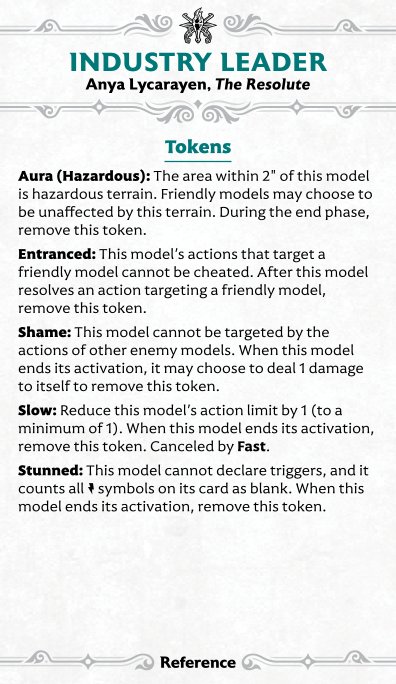 INDUSTRY LEADER
Anya Lycarayen, The Resolute
Tokens
Aura (Hazardous): The area within 2" of this model
is hazardous terrain. Friendly models may choose to
be unaffected by this terrain. During the end phase,
remove this token.
Entranced: This model's actions that target a
friendly model cannot be cheated. After this model
resolves an action targeting a friendly model,
remove this token.
Shame: This model cannot be targeted by the
actions of other enemy models. When this model
ends its activation, it may choose to deal 1 damage
to itself to remove this token.
Slow: Reduce this model's action limit by 1 (to a
minimum of 1). When this model ends its activation,
remove this token. Canceled by Fast.
Stunned: This model cannot declare triggers, and it
counts all symbols on its card as blank. When this
model ends its activation, remove this token.
Reference